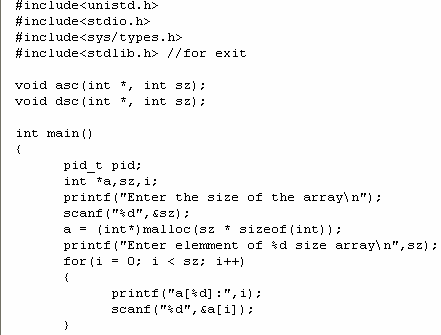 #include<unistd.h>
#include<stdio.h>
#include<sys/types.h>
#include<stdlib.h> //for exit
void asc(int *, int sz);
void dsc(int *, int sz);
int main()
{
pid_t pid;
int *a,sz,i;
printf("Enter the size of the array\n");
scanf("%d",&sz);
a = (int*)malloc(sz * sizeof(int));
printf("Enter elemment of %d size array\n",sz);
for(i = 0; i < sz; i++)
{
printf("a[%d]:",i);
scanf("%d",&a[i]);
}